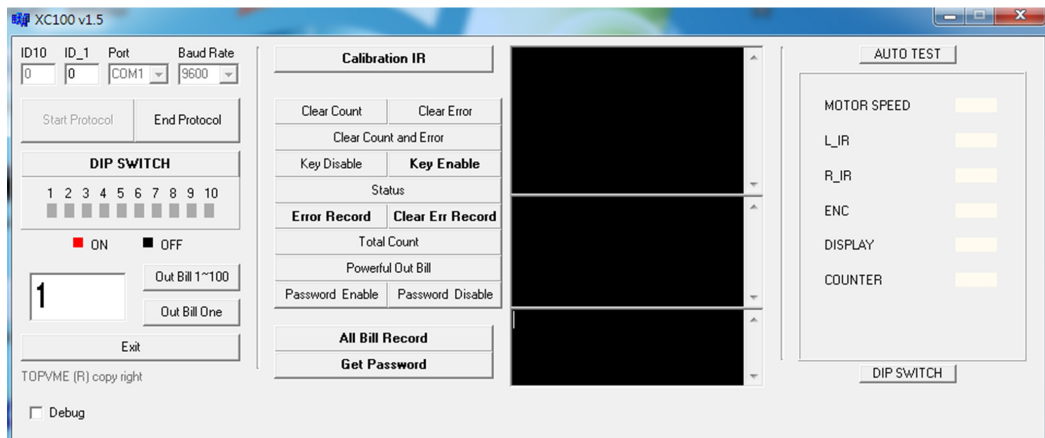 XC100 v1.5
ID10 ID_1 Port Baud Rate
0 0 COM1 9600
Start Protocol End Protocol
DIP SWITCH
1 2 3 4 5 6 7 8 9 10
ON OFF
1
Out Bill 1~100
Out Bill One
Exit
TOPVME (R) copy right
Debug
Calibration IR
Clear Count Clear Error
Clear Count and Error
Key Disable Key Enable
Status
Error Record Clear Err Record
Total Count
Powerful Out Bill
Password Enable Password Disable
All Bill Record
Get Password
AUTO TEST
MOTOR SPEED
L_IR
R_IR
ENC
DISPLAY
COUNTER
DIP SWITCH